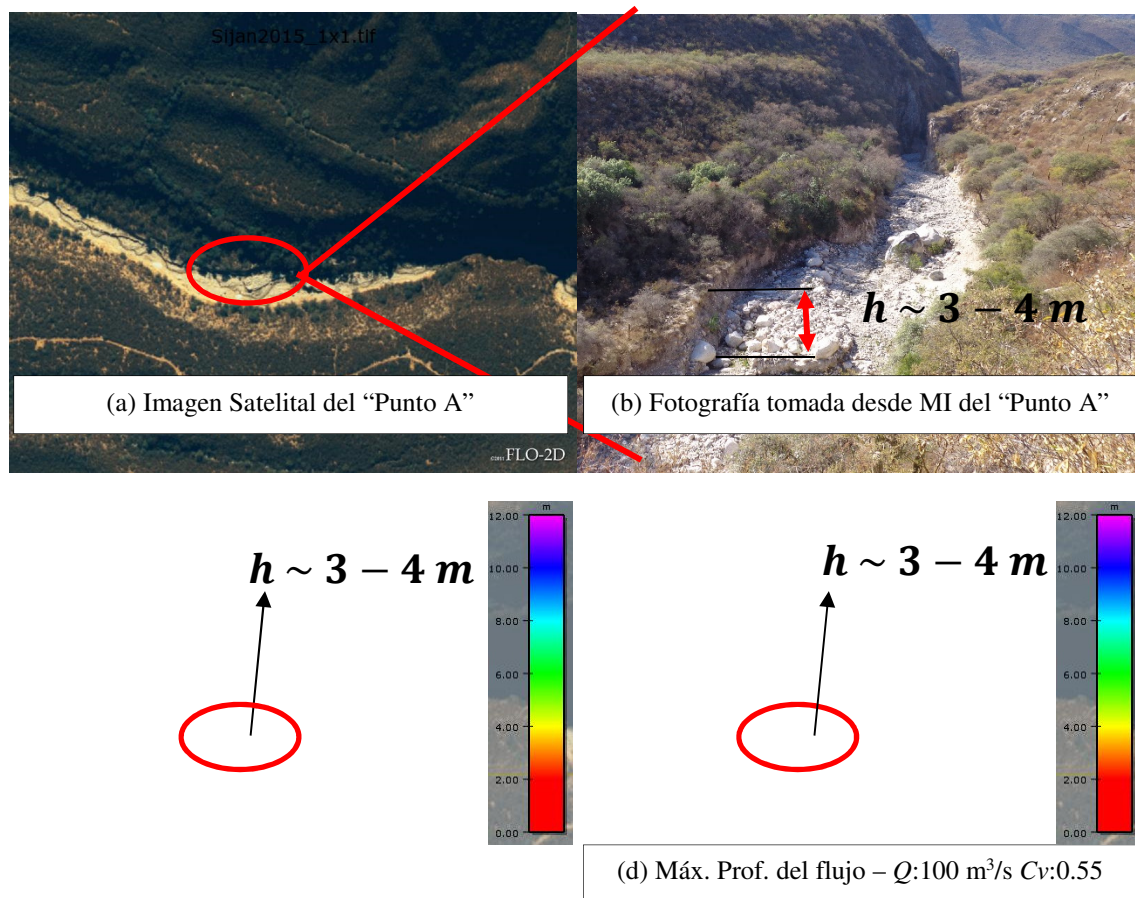 Sijan2015_1x1.tif
h ~ 3 − 4 m
(a) Imagen Satelital del “Punto A”
(b) Fotografía tomada desde MI del “Punto A”
FLO-2D
m
12.00
10.00
8.00
6.00
4.00
2.00
0.00
h ~ 3 − 4 m
m
12.00
10.00
8.00
6.00
4.00
2.00
0.00
h ~ 3 − 4 m
(d) Máx. Prof. del flujo – Q:100 m³/s Cv:0.55